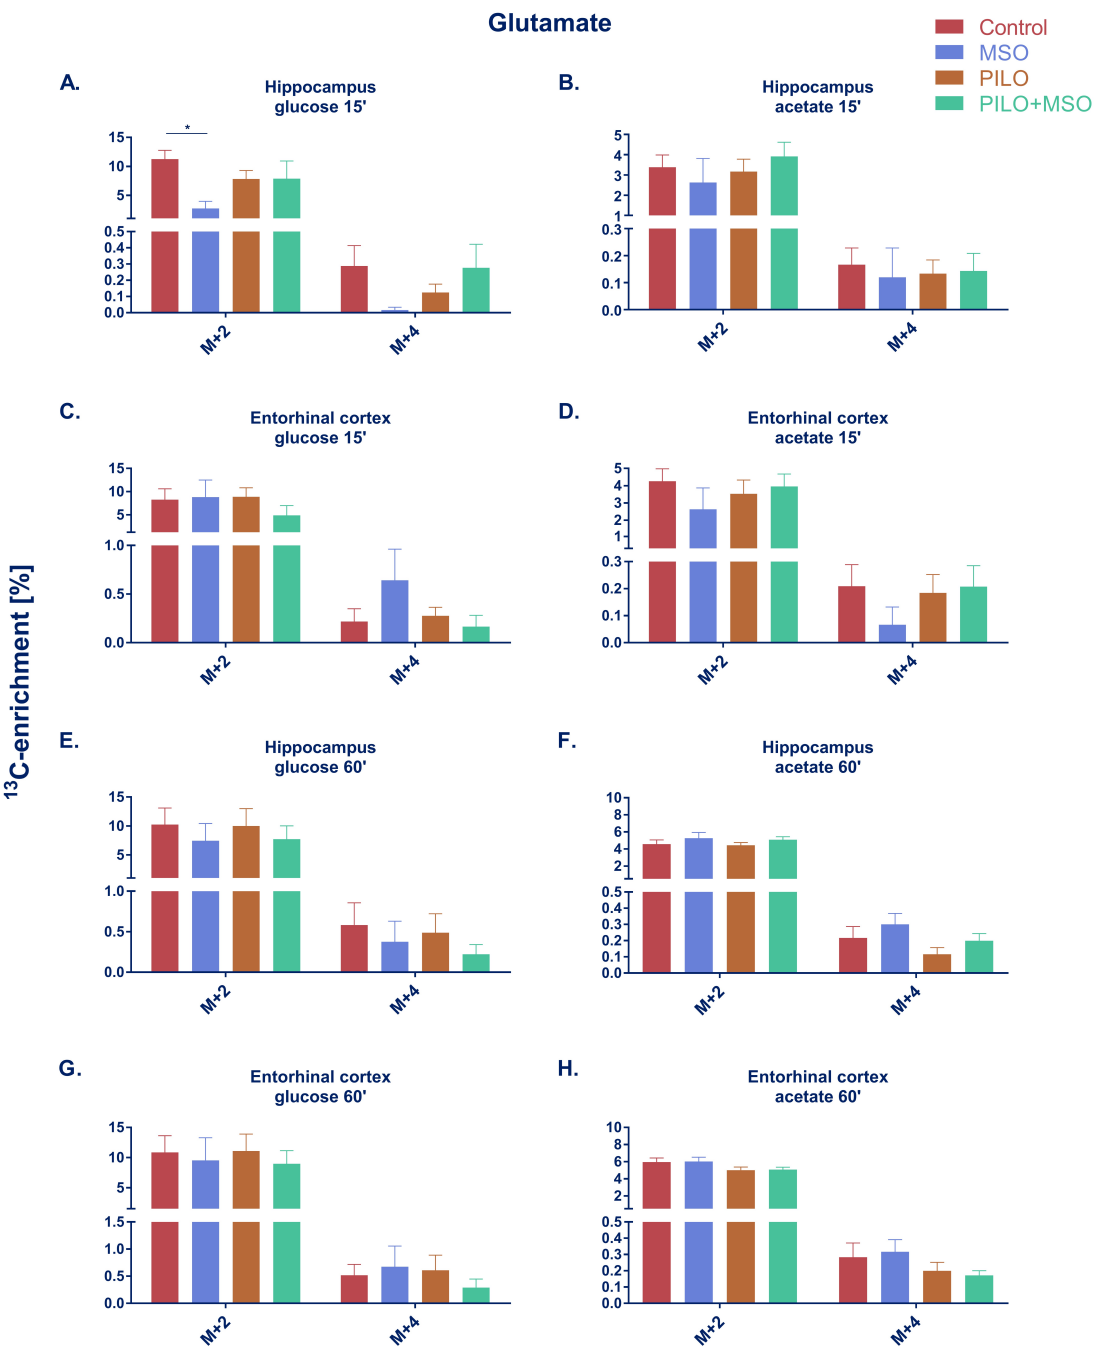 Glutamate
Control
MSO
PILO
PILO+MSO
13C-enrichment [%]
A.
Hippocampus
glucose 15'
*
15
10
5
0.5
0.4
0.3
0.2
0.1
0.0
M+2
M+4
B.
Hippocampus
acetate 15'
5
4
3
2
1
0.3
0.2
0.1
0.0
M+2
M+4
C.
Entorhinal cortex
glucose 15'
15
10
5
1.0
0.5
0.0
M+2
M+4
D.
Entorhinal cortex
acetate 15'
5
4
3
2
1
0.3
0.2
0.1
0.0
M+2
M+4
E.
Hippocampus
glucose 60'
15
10
5
1.0
0.5
0.0
M+2
M+4
F.
Hippocampus
acetate 60'
10
8
6
4
2
0.5
0.4
0.3
0.2
0.1
0.0
M+2
M+4
G.
Entorhinal cortex
glucose 60'
15
10
5
1.5
1.0
0.5
0.0
M+2
M+4
H.
Entorhinal cortex
acetate 60'
10
8
6
4
2
0.5
0.4
0.3
0.2
0.1
0.0
M+2
M+4